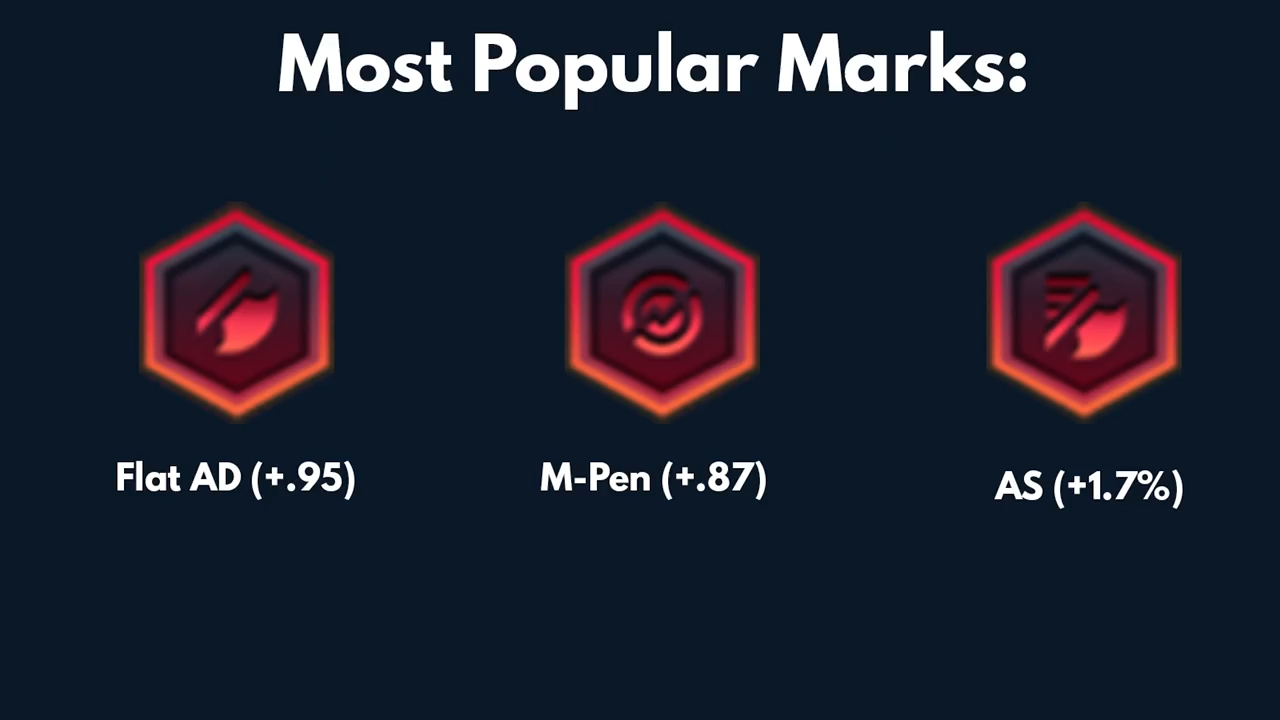 Most Popular Marks:
Flat AD (+.95)
M-Pen (+.87)
AS (+1.7%)